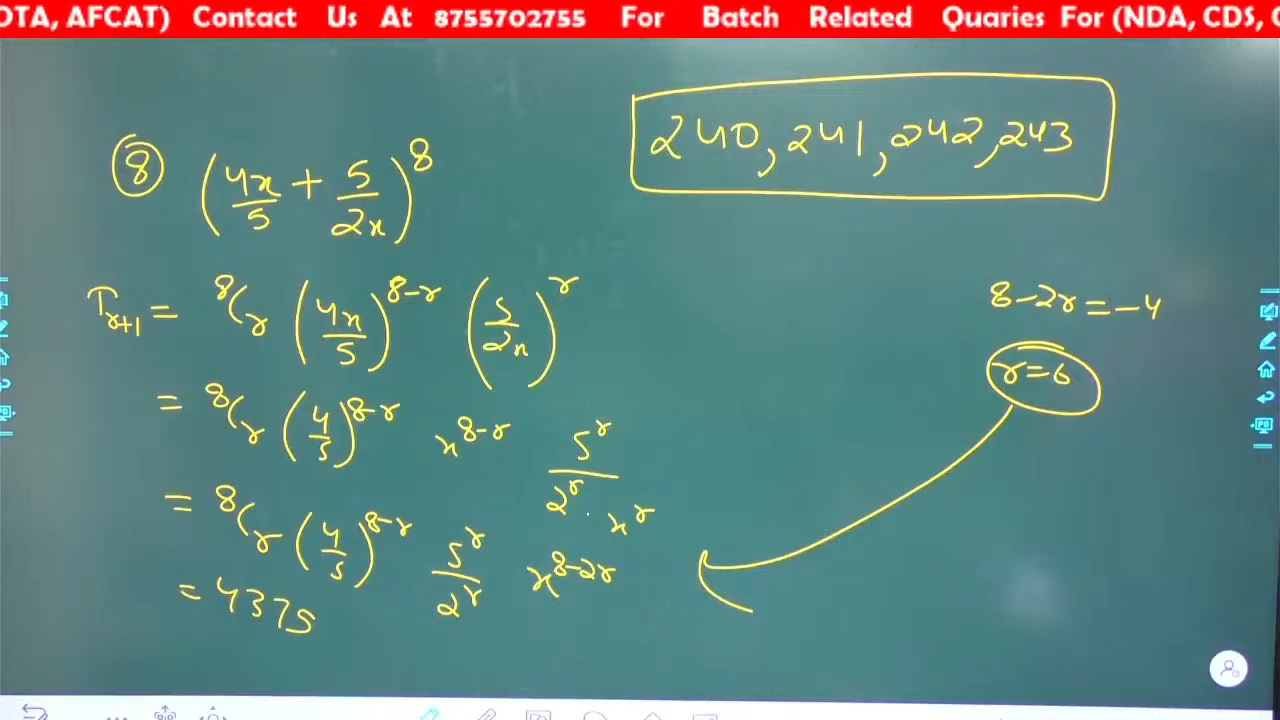 OTA, AFCAT) Contact Us At 8755702755 For Batch Related Quaries For (NDA, CDS,
240, 241, 242, 243
⑧ (4x/5 + 5/2x)^8
T_{r+1} = ^8C_r (4x/5)^{8-r} (5/2x)^r
8-2r=-4
r=6
= ^8C_r (4/5)^{8-r} x^{8-r} 5^r/2^r x^r
= ^8C_r (4/5)^{8-r} 5^r/2^r x^{8-2r}
= 4375